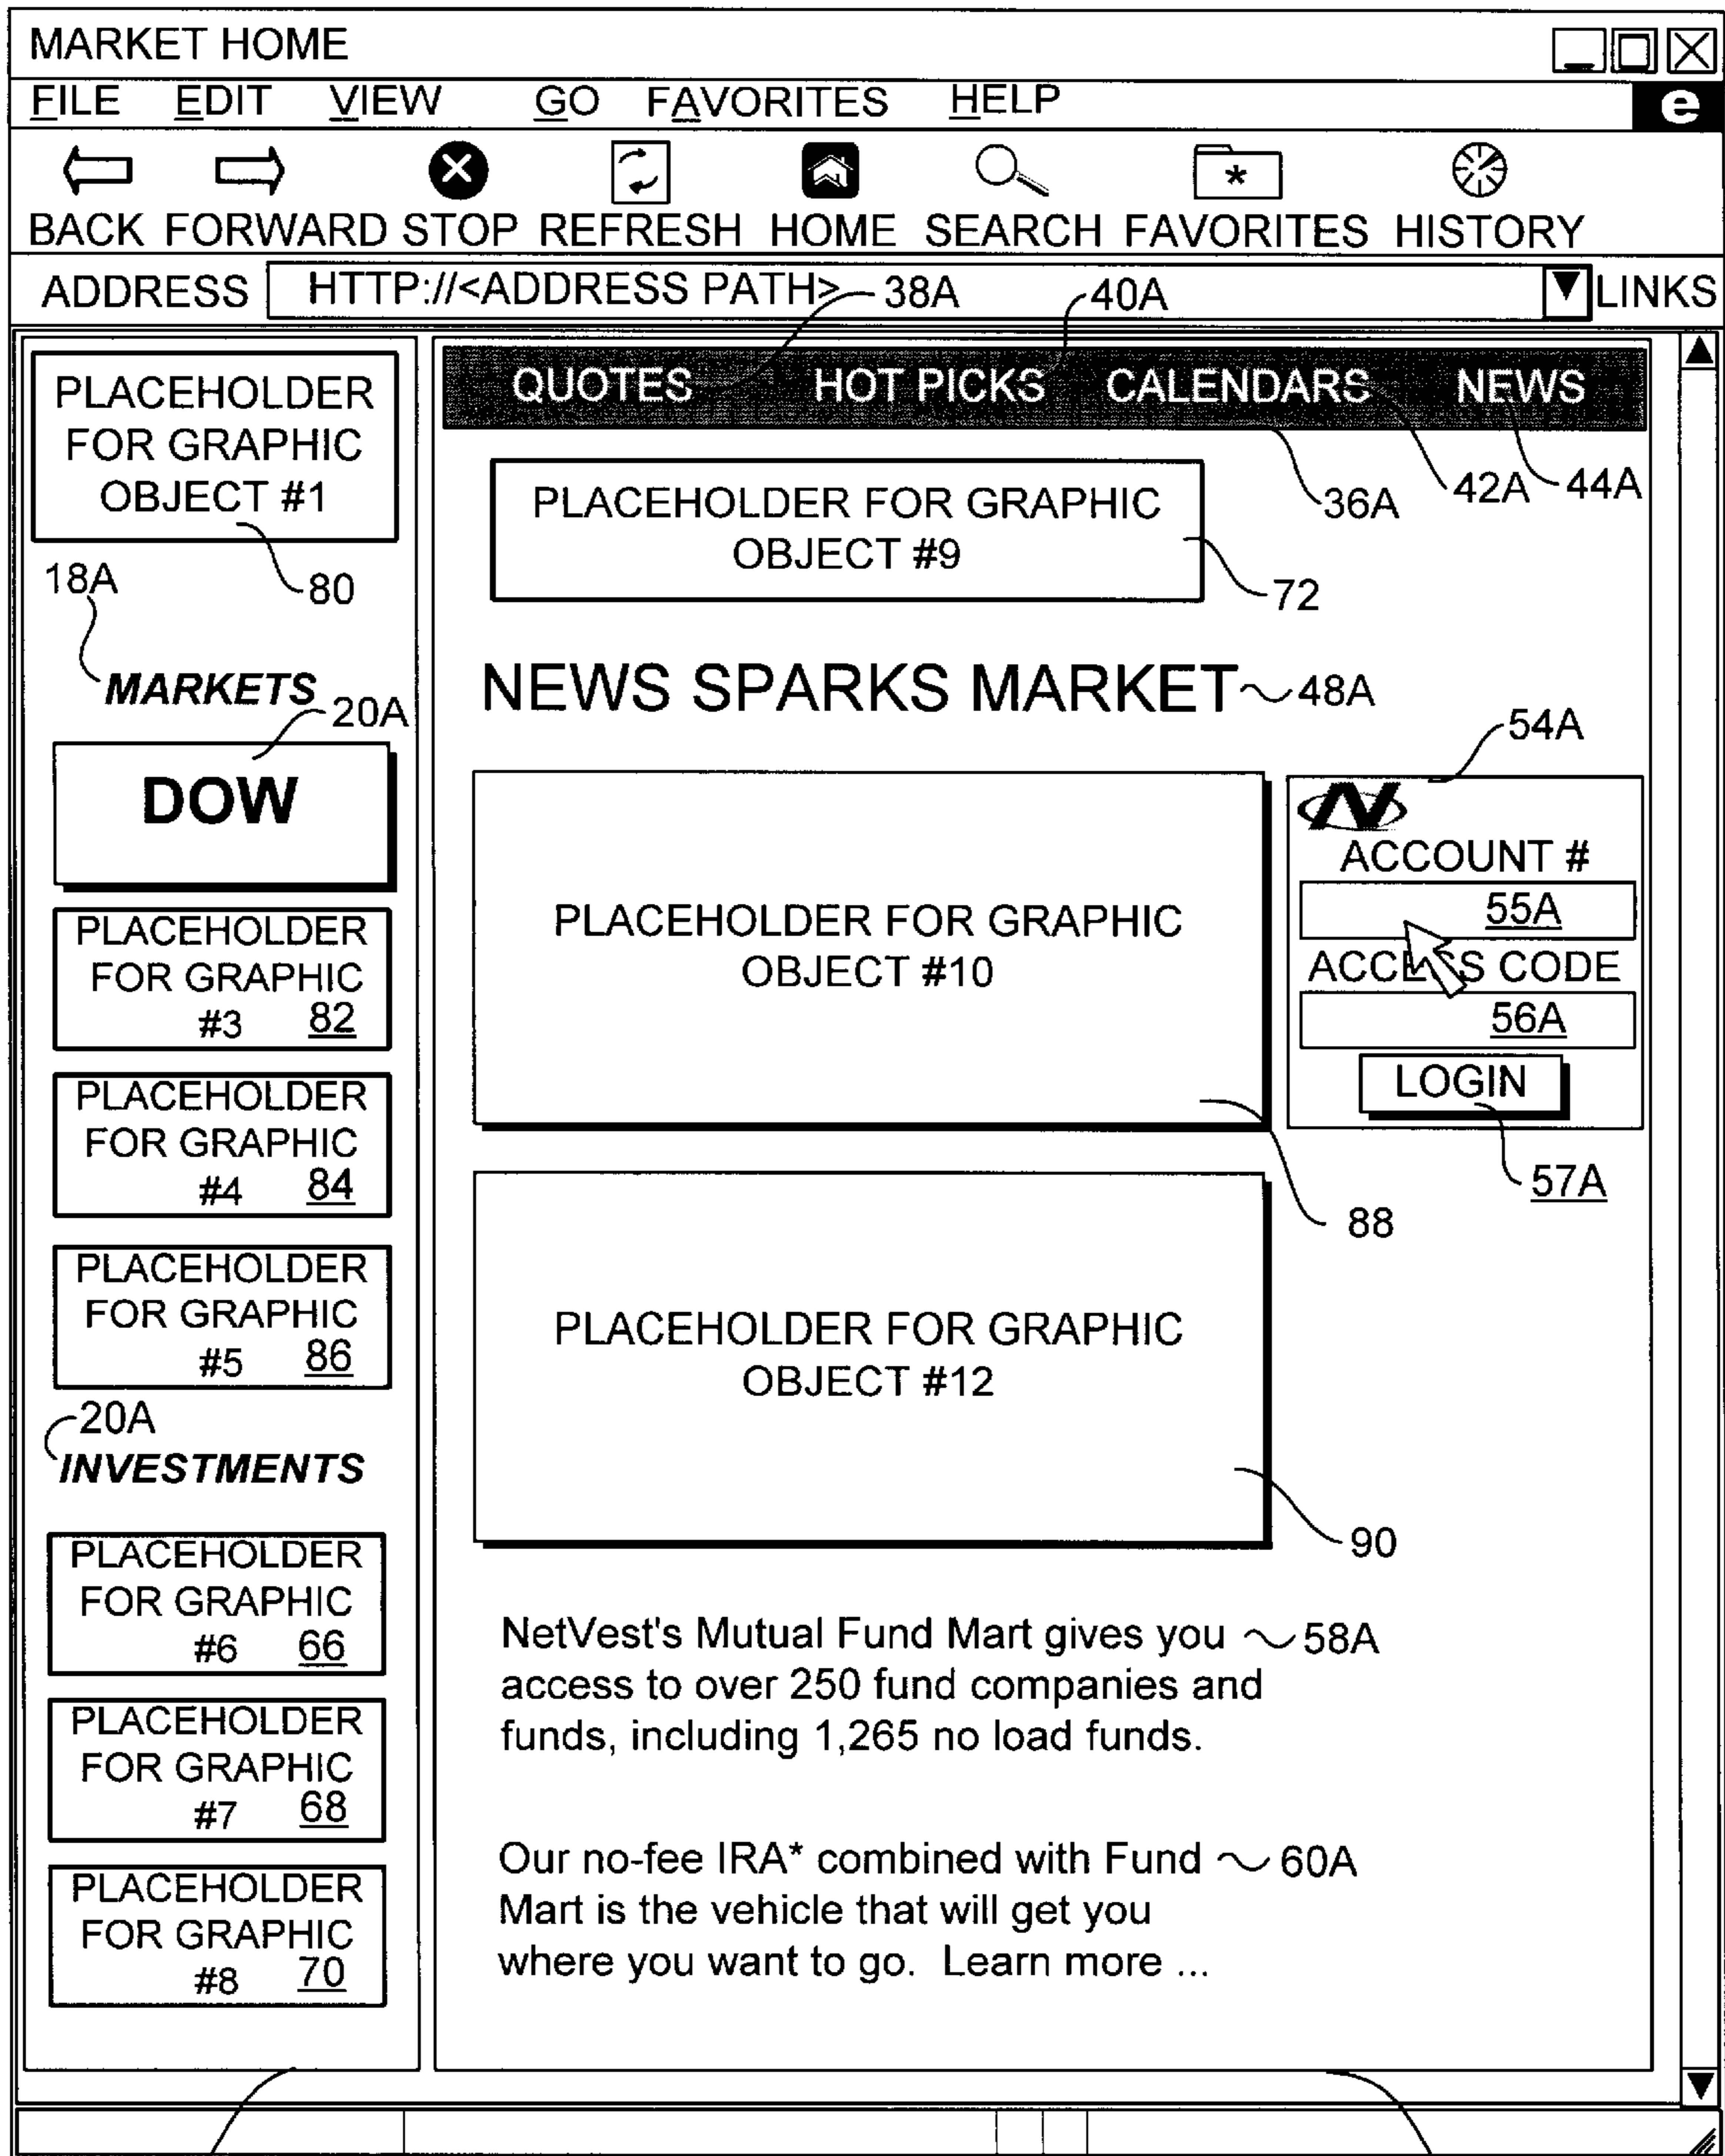 MARKET HOME
FILE EDIT VIEW GO FAVORITES HELP
e
BACK FORWARD STOP REFRESH HOME SEARCH FAVORITES HISTORY
ADDRESS HTTP://<ADDRESS PATH> LINKS
38A 40A
QUOTES HOT PICKS CALENDARS NEWS
36A 42A 44A
PLACEHOLDER
FOR GRAPHIC
OBJECT #1
80
18A
MARKETS
20A
DOW
PLACEHOLDER
FOR GRAPHIC
#3 82
PLACEHOLDER
FOR GRAPHIC
#4 84
PLACEHOLDER
FOR GRAPHIC
#5 86
20A
INVESTMENTS
PLACEHOLDER
FOR GRAPHIC
#6 66
PLACEHOLDER
FOR GRAPHIC
#7 68
PLACEHOLDER
FOR GRAPHIC
#8 70
PLACEHOLDER FOR GRAPHIC
OBJECT #9
72
NEWS SPARKS MARKET 48A
PLACEHOLDER FOR GRAPHIC
OBJECT #10
88
54A
N
ACCOUNT #
55A
ACCESS CODE
56A
LOGIN
57A
PLACEHOLDER FOR GRAPHIC
OBJECT #12
90
NetVest's Mutual Fund Mart gives you 58A
access to over 250 fund companies and
funds, including 1,265 no load funds.
Our no-fee IRA* combined with Fund 60A
Mart is the vehicle that will get you
where you want to go. Learn more ...